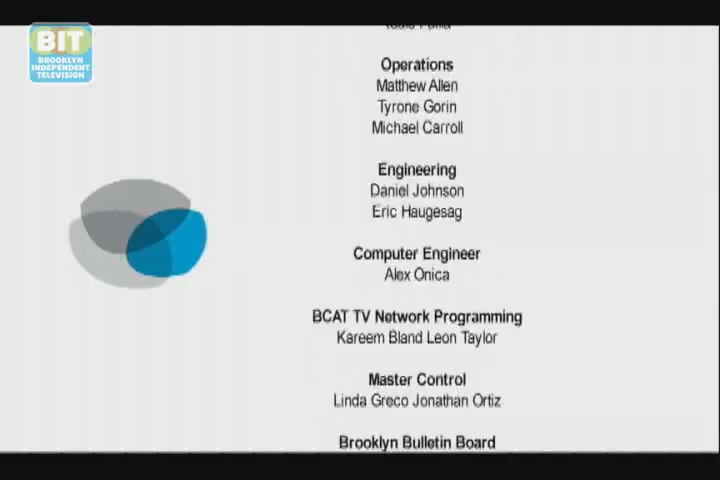 BIT
BROOKLYN
INDEPENDENT
TELEVISION
Operations
Matthew Allen
Tyrone Gorin
Michael Carroll
Engineering
Daniel Johnson
Eric Haugesag
Computer Engineer
Alex Onica
BCAT TV Network Programming
Kareem Bland Leon Taylor
Master Control
Linda Greco Jonathan Ortiz
Brooklyn Bulletin Board